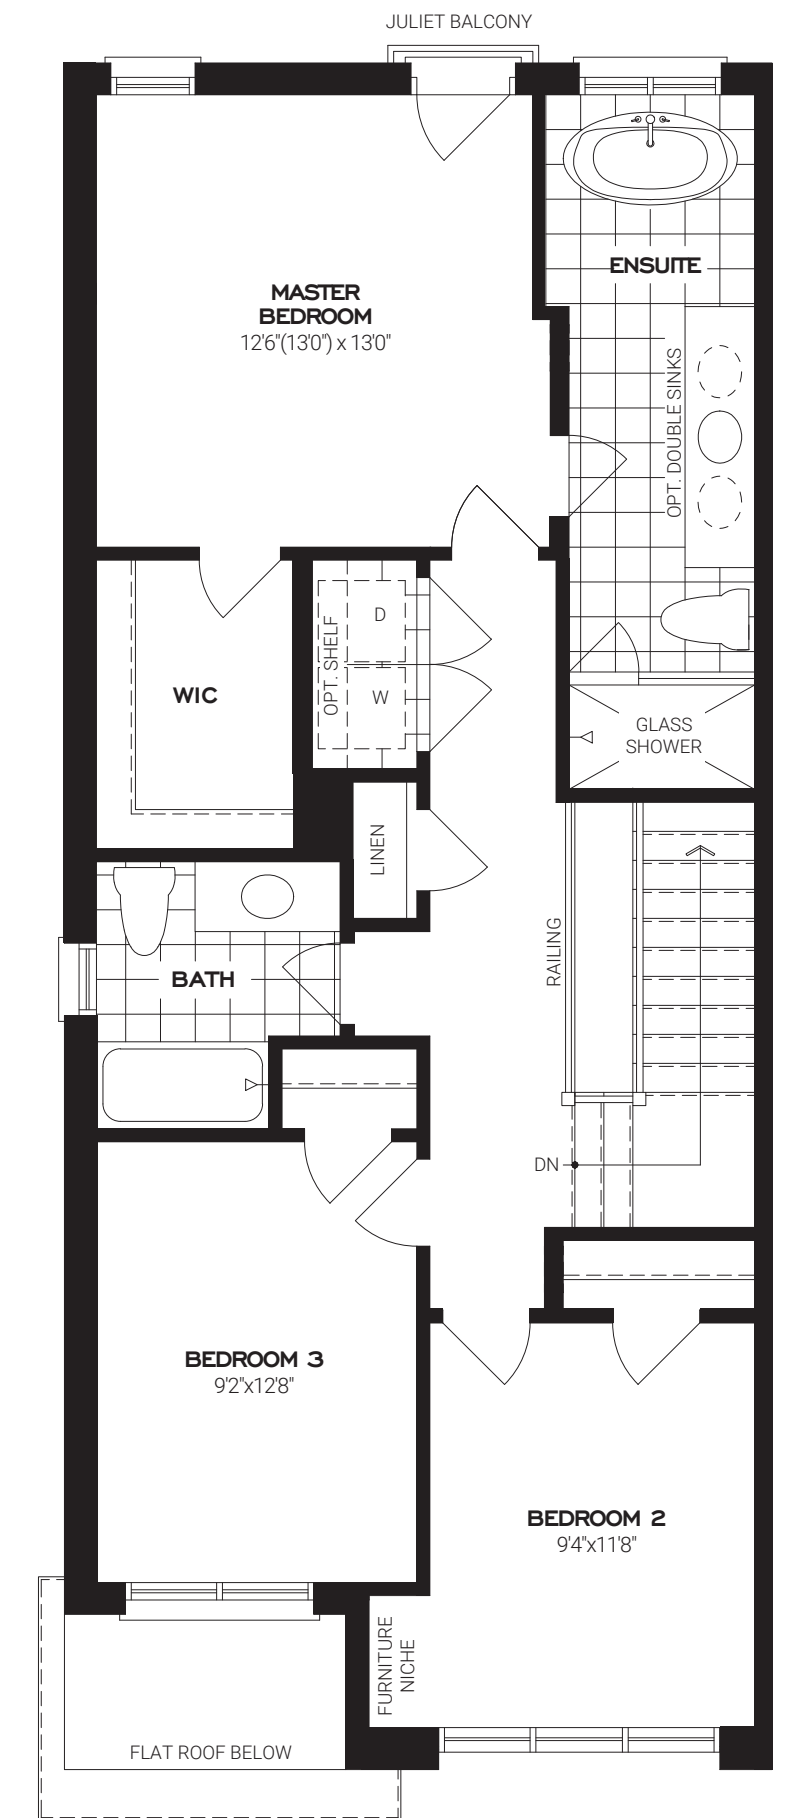 JULIET BALCONY
ENSUITE
MASTER
BEDROOM
12'6"(13'0") x 13'0"
OPT. DOUBLE SINKS
D
OPT. SHELF
W
WIC
GLASS
SHOWER
LINEN
RAILING
BATH
DN
BEDROOM 3
9'2"x12'8"
BEDROOM 2
9'4"x11'8"
FURNITURE
NICHE
FLAT ROOF BELOW